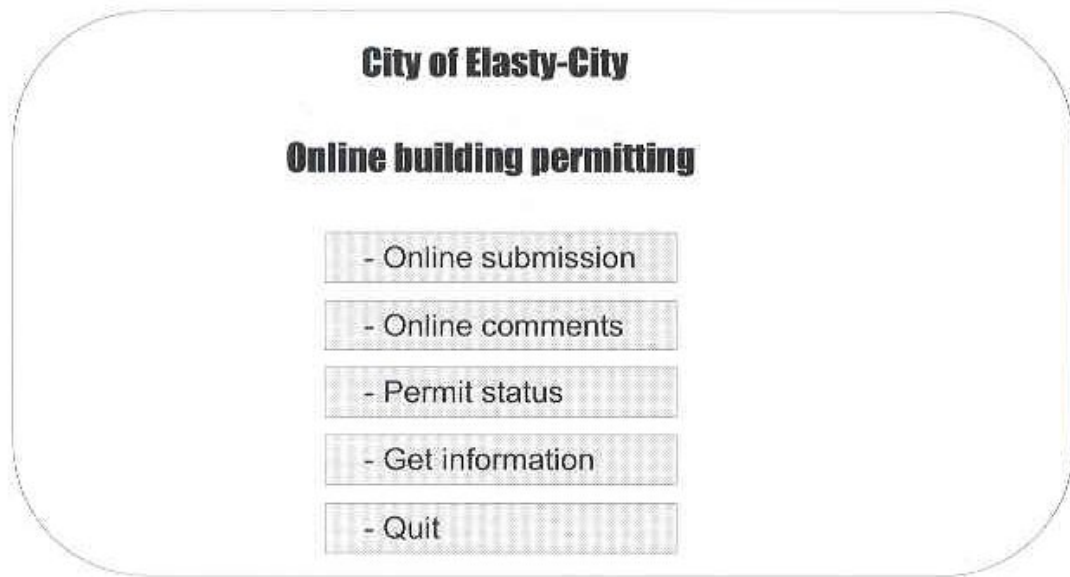 City of Elasty-City
Online building permitting
- Online submission
- Online comments
- Permit status
- Get information
- Quit